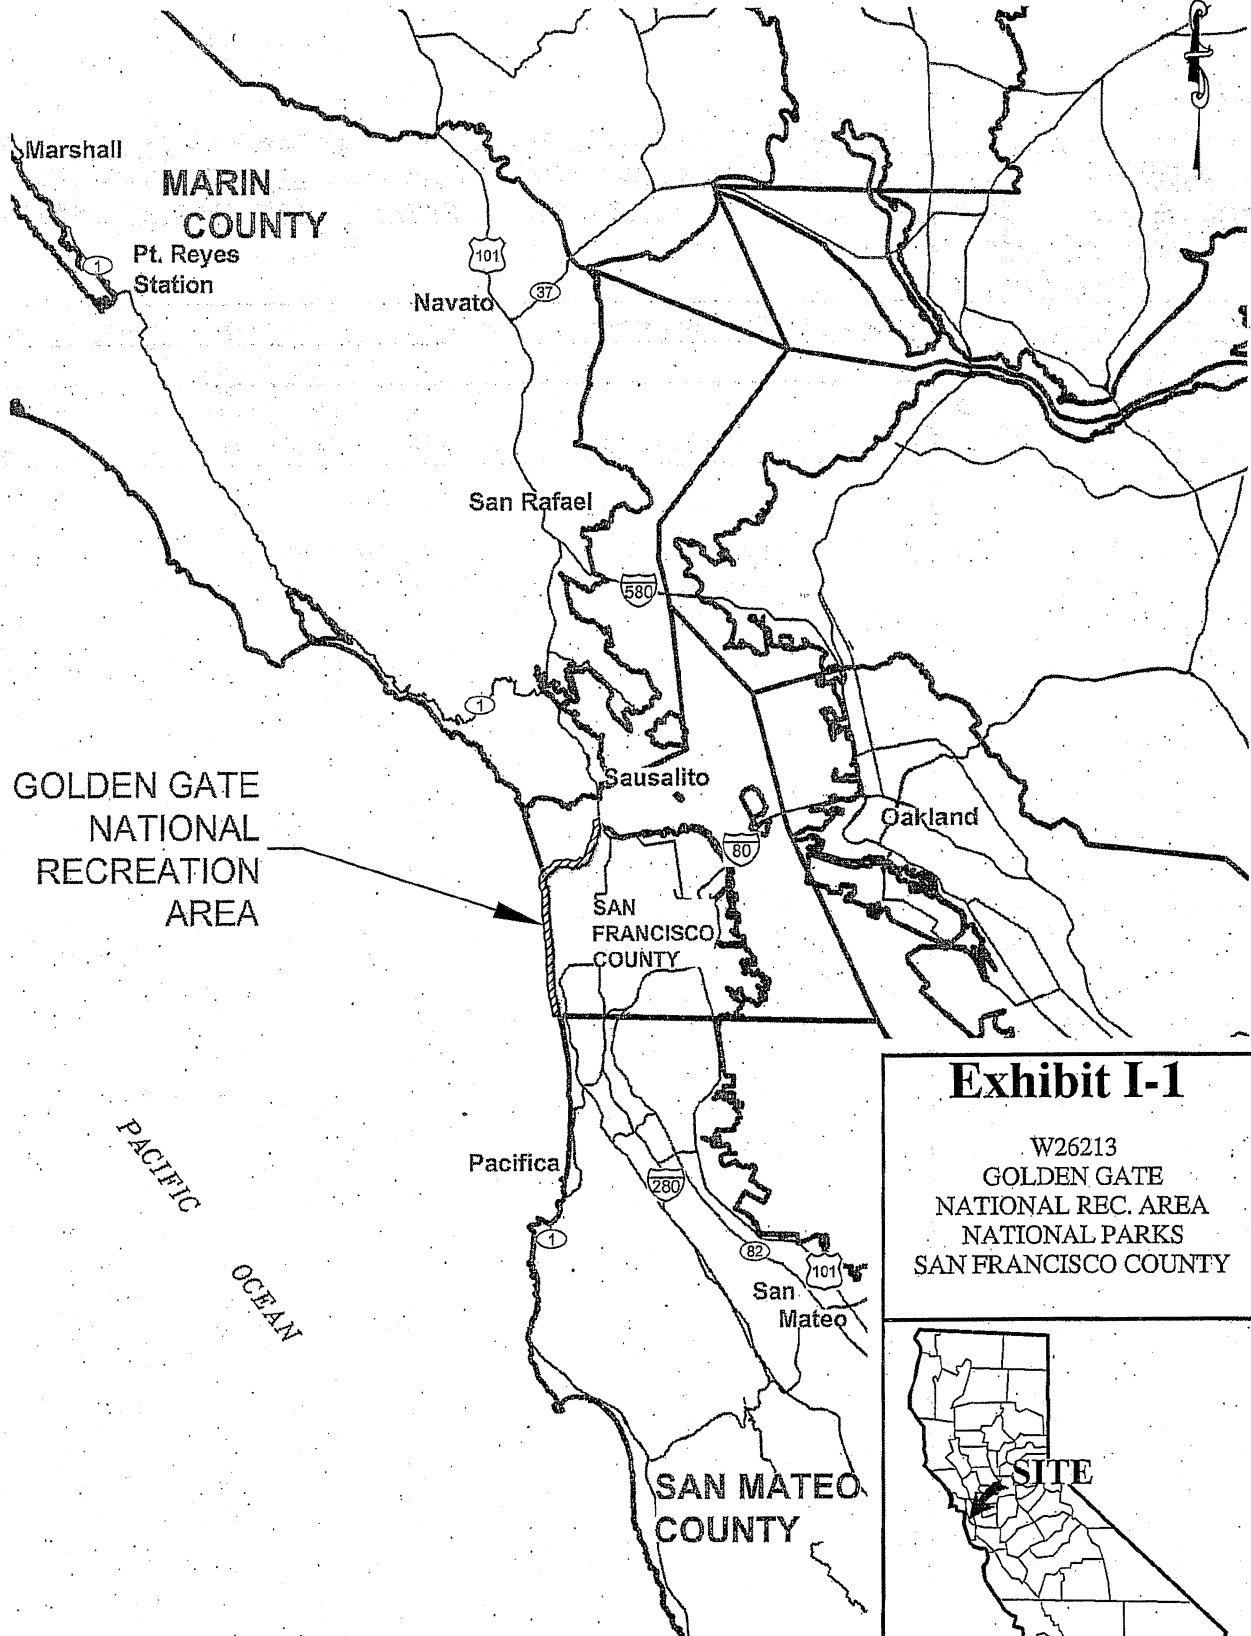 Marshall
MARIN
COUNTY
Pt. Reyes
Station
1
101
Navato
37
San Rafael
580
1
GOLDEN GATE
NATIONAL
RECREATION
AREA
Sausalito
Oakland
80
SAN
FRANCISCO
COUNTY
PACIFIC
OCEAN
Pacifica
280
1
82
101
San
Mateo
SAN MATEO
COUNTY
Exhibit I-1
W26213
GOLDEN GATE
NATIONAL REC. AREA
NATIONAL PARKS
SAN FRANCISCO COUNTY
SITE